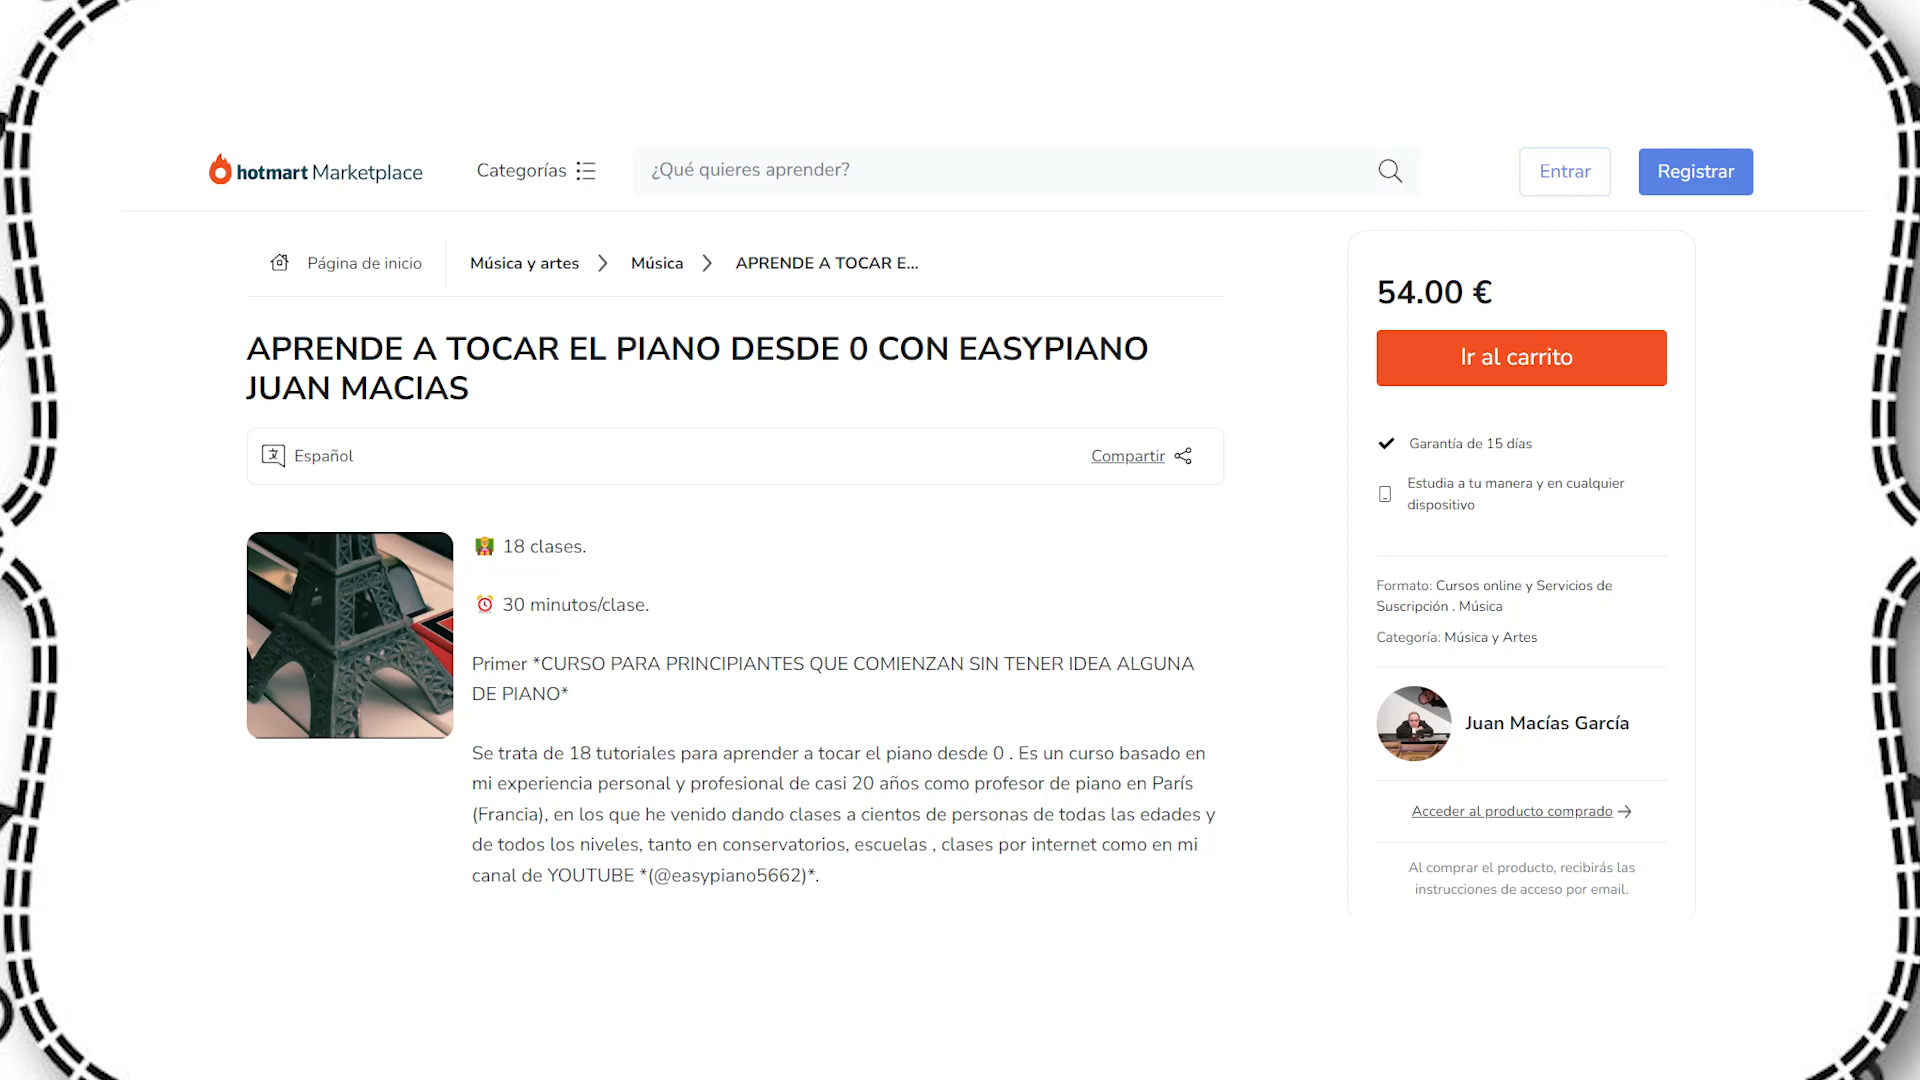 hotmart Marketplace
Categorías
¿Qué quieres aprender?
Entrar
Registrar
Página de inicio
Música y artes
Música
APRENDE A TOCAR E...
APRENDE A TOCAR EL PIANO DESDE 0 CON EASYPIANO
JUAN MACIAS
Español
Compartir
18 clases.
30 minutos/clase.
Primer *CURSO PARA PRINCIPIANTES QUE COMIENZAN SIN TENER IDEA ALGUNA
DE PIANO*
Se trata de 18 tutoriales para aprender a tocar el piano desde 0 . Es un curso basado en
mi experiencia personal y profesional de casi 20 años como profesor de piano en París
(Francia), en los que he venido dando clases a cientos de personas de todas las edades y
de todos los niveles, tanto en conservatorios, escuelas , clases por internet como en mi
canal de YOUTUBE *(@easypiano5662)*.
54.00 €
Ir al carrito
Garantía de 15 días
Estudia a tu manera y en cualquier
dispositivo
Formato: Cursos online y Servicios de
Suscripción . Música
Categoría: Música y Artes
Juan Macías García
Acceder al producto comprado
Al comprar el producto, recibirás las
instrucciones de acceso por email.